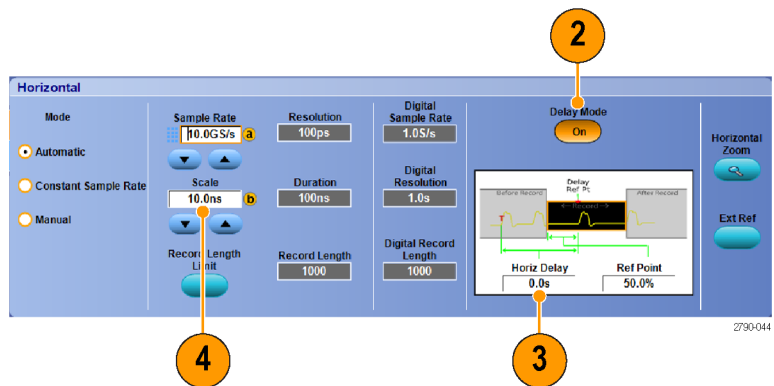 2
Horizontal
Mode
Automatic
Constant Sample Rate
Manual
Sample Rate
10.0GS/s
a
Scale
10.0ns
b
Record Length
Limit
Resolution
100ps
Duration
100ns
Record Length
1000
Digital
Sample Rate
1.0S/s
Digital
Resolution
1.0s
Digital Record
Length
1000
Delay Mode
On
Delay
Ref Pt
Before Record
<-- Record -->
After Record
T
Horiz Delay
0.0s
Ref Point
50.0%
Horizontal
Zoom
Ext Ref
2790-044
4
3